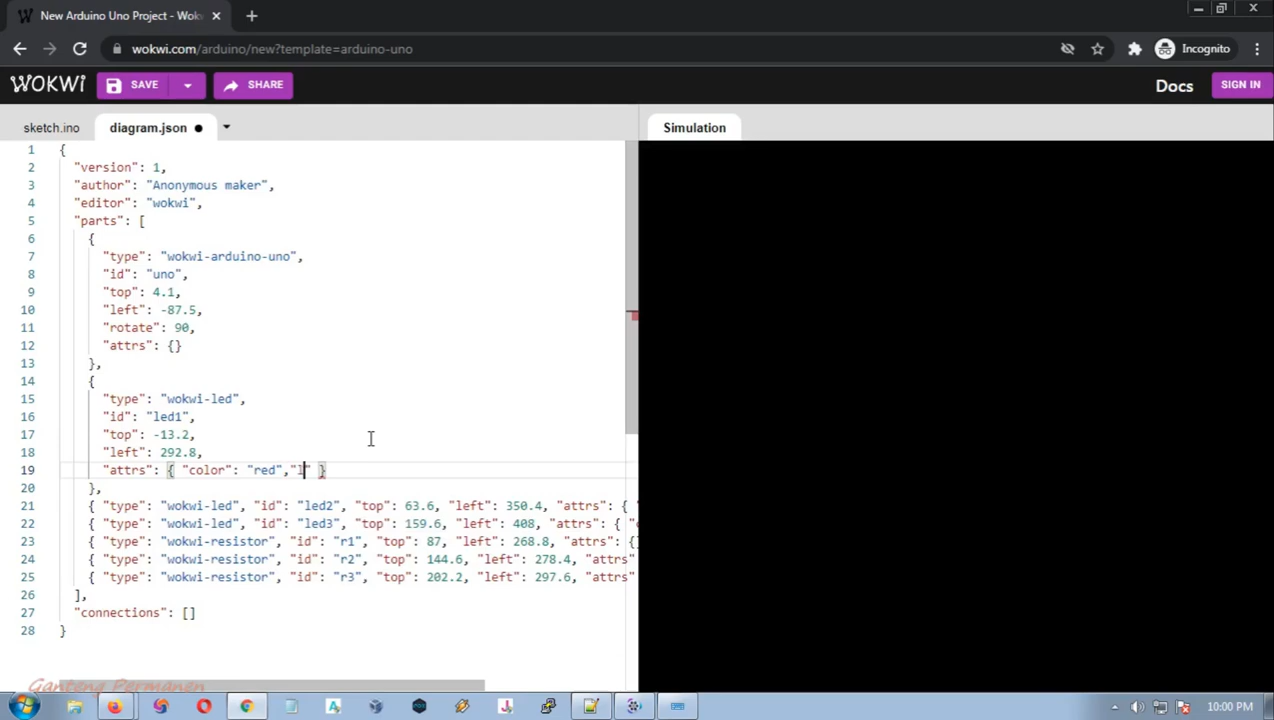 New Arduino Uno Project - Wok
wokwi.com/arduino/new?template=arduino-uno
Incognito
WOKWI
SAVE
SHARE
Docs
SIGN IN
sketch.ino
diagram.json
Simulation
1 {
2 "version": 1,
3 "author": "Anonymous maker",
4 "editor": "wokwi",
5 "parts": [
6 {
7 "type": "wokwi-arduino-uno",
8 "id": "uno",
9 "top": 4.1,
10 "left": -87.5,
11 "rotate": 90,
12 "attrs": {}
13 },
14 {
15 "type": "wokwi-led",
16 "id": "led1",
17 "top": -13.2,
18 "left": 292.8,
19 "attrs": { "color": "red","l" }
20 },
21 { "type": "wokwi-led", "id": "led2", "top": 63.6, "left": 350.4, "attrs": { "
22 { "type": "wokwi-led", "id": "led3", "top": 159.6, "left": 408, "attrs": { "c
23 { "type": "wokwi-resistor", "id": "r1", "top": 87, "left": 268.8, "attrs": {}
24 { "type": "wokwi-resistor", "id": "r2", "top": 144.6, "left": 278.4, "attrs"
25 { "type": "wokwi-resistor", "id": "r3", "top": 202.2, "left": 297.6, "attrs"
26 ],
27 "connections": []
28 }
Ganteng Permanen
10:00 PM